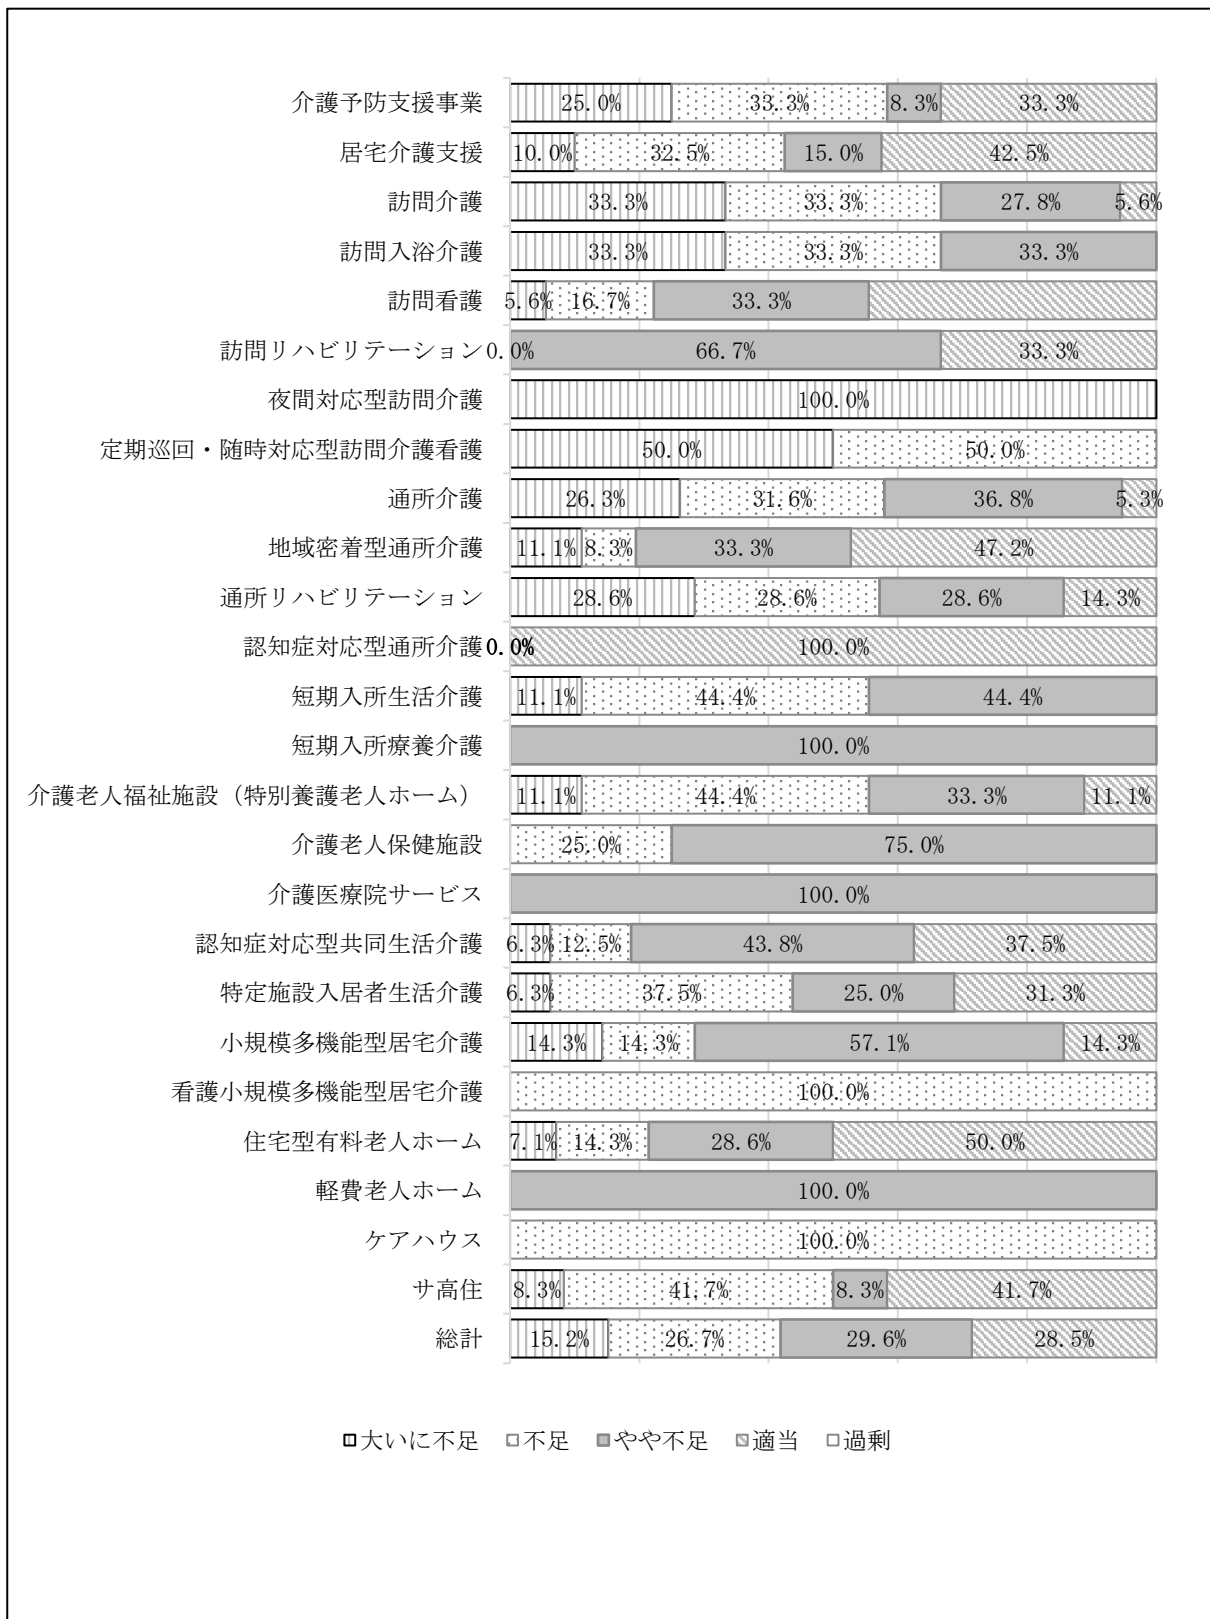 介護予防支援事業 25.0% 33.3% 8.3% 33.3%
居宅介護支援 10.0% 32.5% 15.0% 42.5%
訪問介護 33.3% 33.3% 27.8% 5.6%
訪問入浴介護 33.3% 33.3% 33.3%
訪問看護 5.6% 16.7% 33.3%
訪問リハビリテーション 0.0% 66.7% 33.3%
夜間対応型訪問介護 100.0%
定期巡回・随時対応型訪問介護看護 50.0% 50.0%
通所介護 26.3% 31.6% 36.8% 5.3%
地域密着型通所介護 11.1% 8.3% 33.3% 47.2%
通所リハビリテーション 28.6% 28.6% 28.6% 14.3%
認知症対応型通所介護 0.0% 100.0%
短期入所生活介護 11.1% 44.4% 44.4%
短期入所療養介護 100.0%
介護老人福祉施設（特別養護老人ホーム） 11.1% 44.4% 33.3% 11.1%
介護老人保健施設 25.0% 75.0%
介護医療院サービス 100.0%
認知症対応型共同生活介護 6.3% 12.5% 43.8% 37.5%
特定施設入居者生活介護 6.3% 37.5% 25.0% 31.3%
小規模多機能型居宅介護 14.3% 14.3% 57.1% 14.3%
看護小規模多機能型居宅介護 100.0%
住宅型有料老人ホーム 7.1% 14.3% 28.6% 50.0%
軽費老人ホーム 100.0%
ケアハウス 100.0%
サ高住 8.3% 41.7% 8.3% 41.7%
総計 15.2% 26.7% 29.6% 28.5%
大いに不足 不足 やや不足 適当 過剰